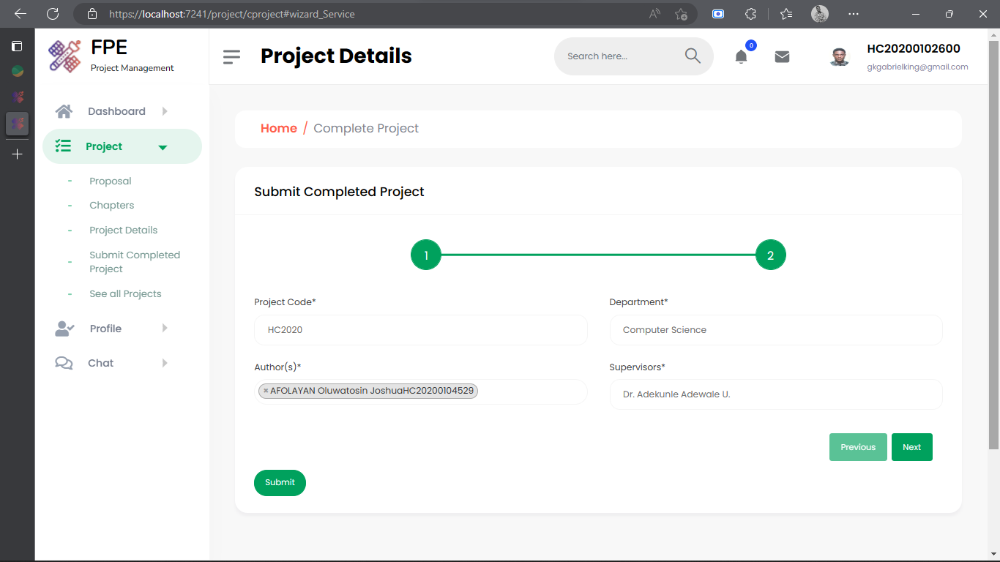 https://localhost:7241/project/cproject#wizard_Service
FPE
Project Management
Project Details
Search here...
0
HC20200102600
gkgabrielking@gmail.com
Dashboard
Project
- Proposal
- Chapters
- Project Details
- Submit Completed
Project
- See all Projects
Profile
Chat
Home / Complete Project
Submit Completed Project
1
2
Project Code*
Department*
HC2020
Computer Science
Author(s)*
Supervisors*
× AFOLAYAN Oluwatosin JoshuaHC20200104529
Dr. Adekunle Adewale U.
Previous
Next
Submit